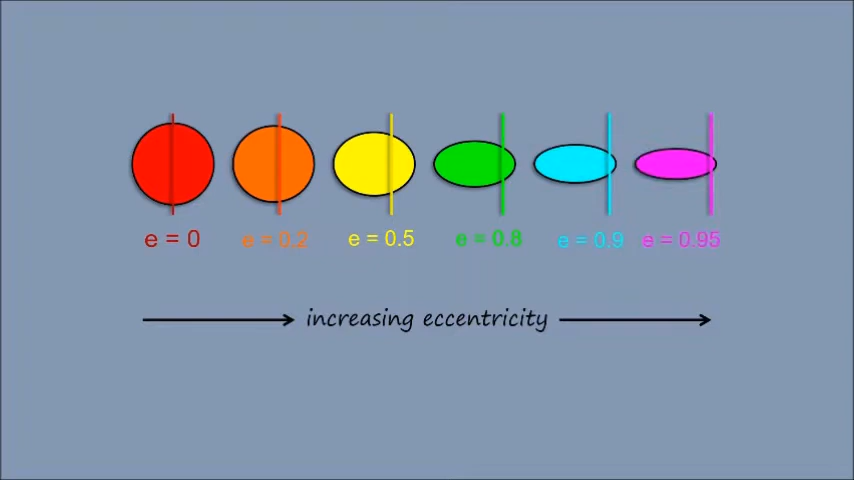 e = 0 e = 0.2 e = 0.5 e = 0.8 e = 0.9 e = 0.95
increasing eccentricity